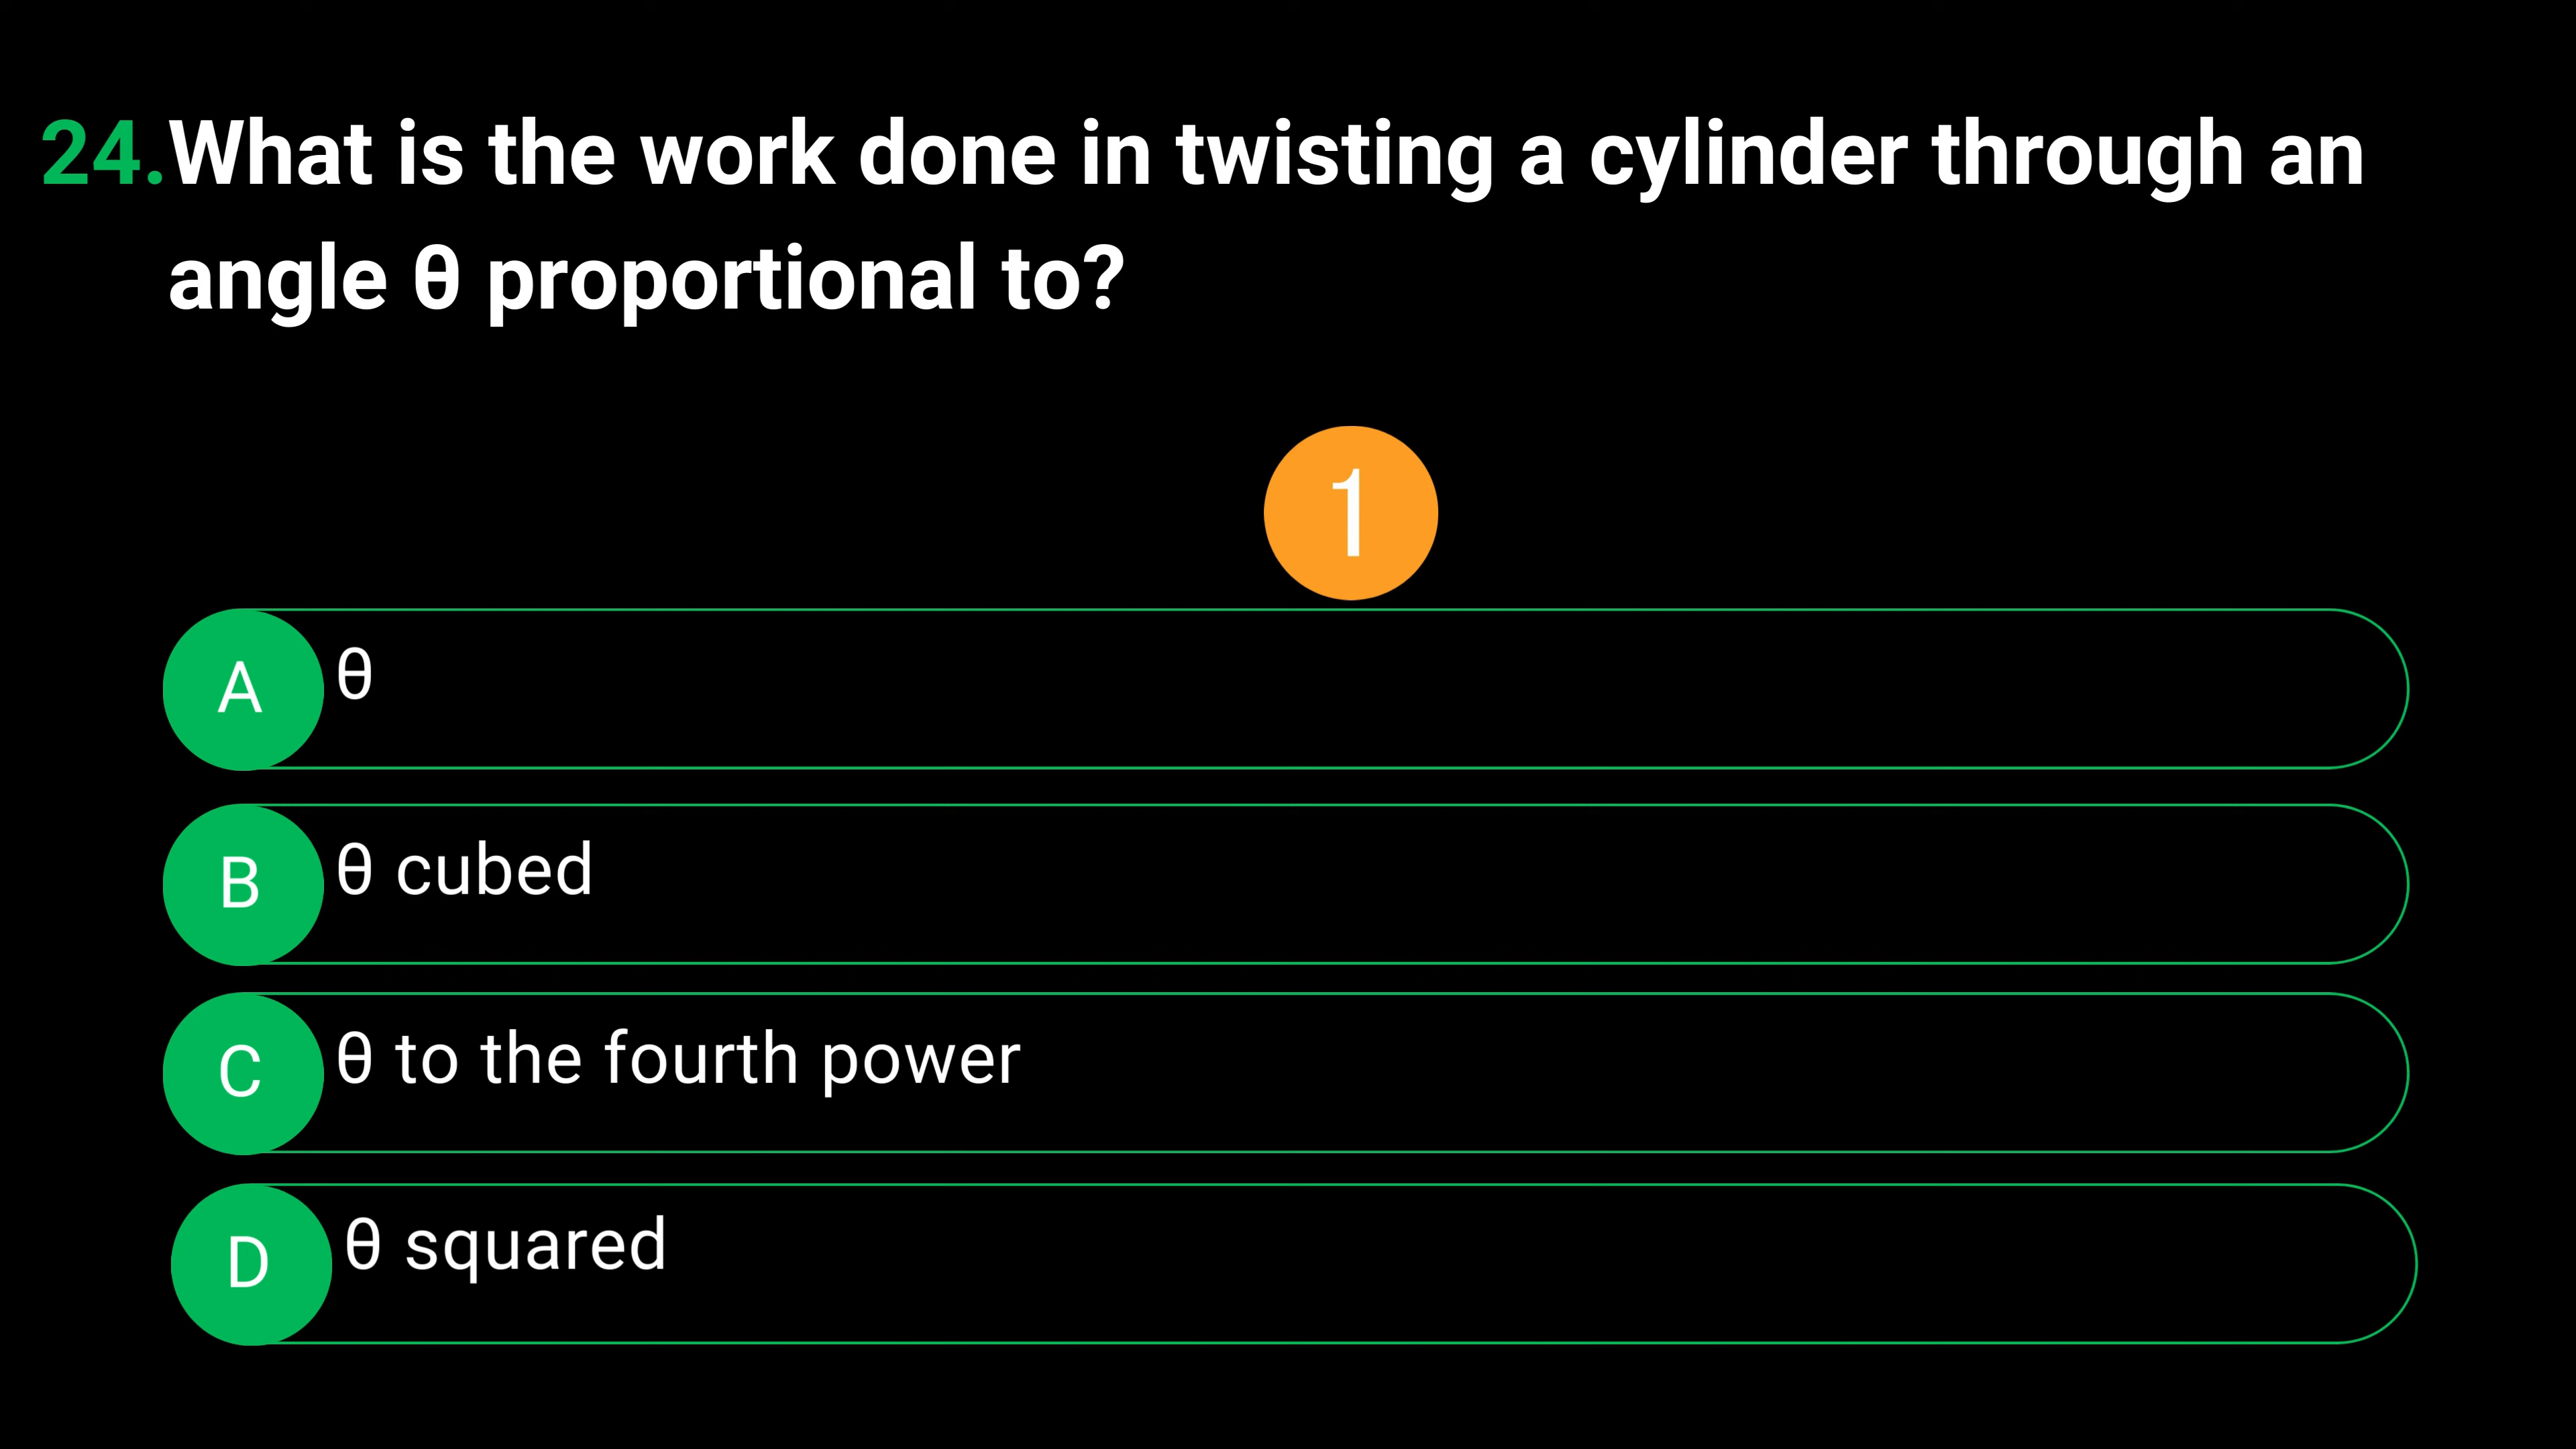 24.What is the work done in twisting a cylinder through an
angle θ proportional to?
1
A θ
B θ cubed
C θ to the fourth power
D θ squared